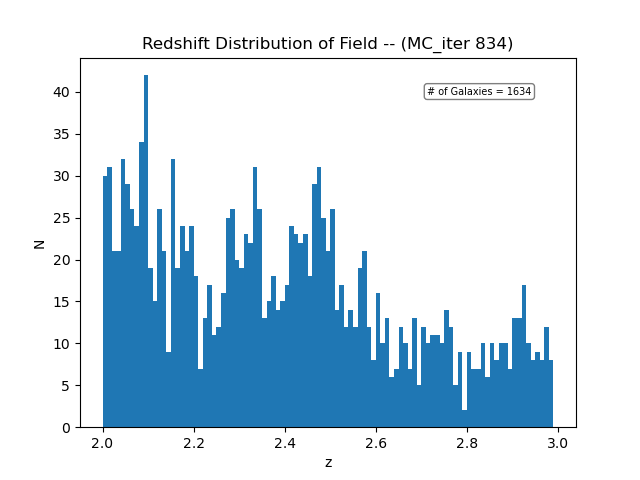 Redshift Distribution of Field -- (MC_iter 834)
# of Galaxies = 1634
N
40
35
30
25
20
15
10
5
0
2.0 2.2 2.4 2.6 2.8 3.0
z